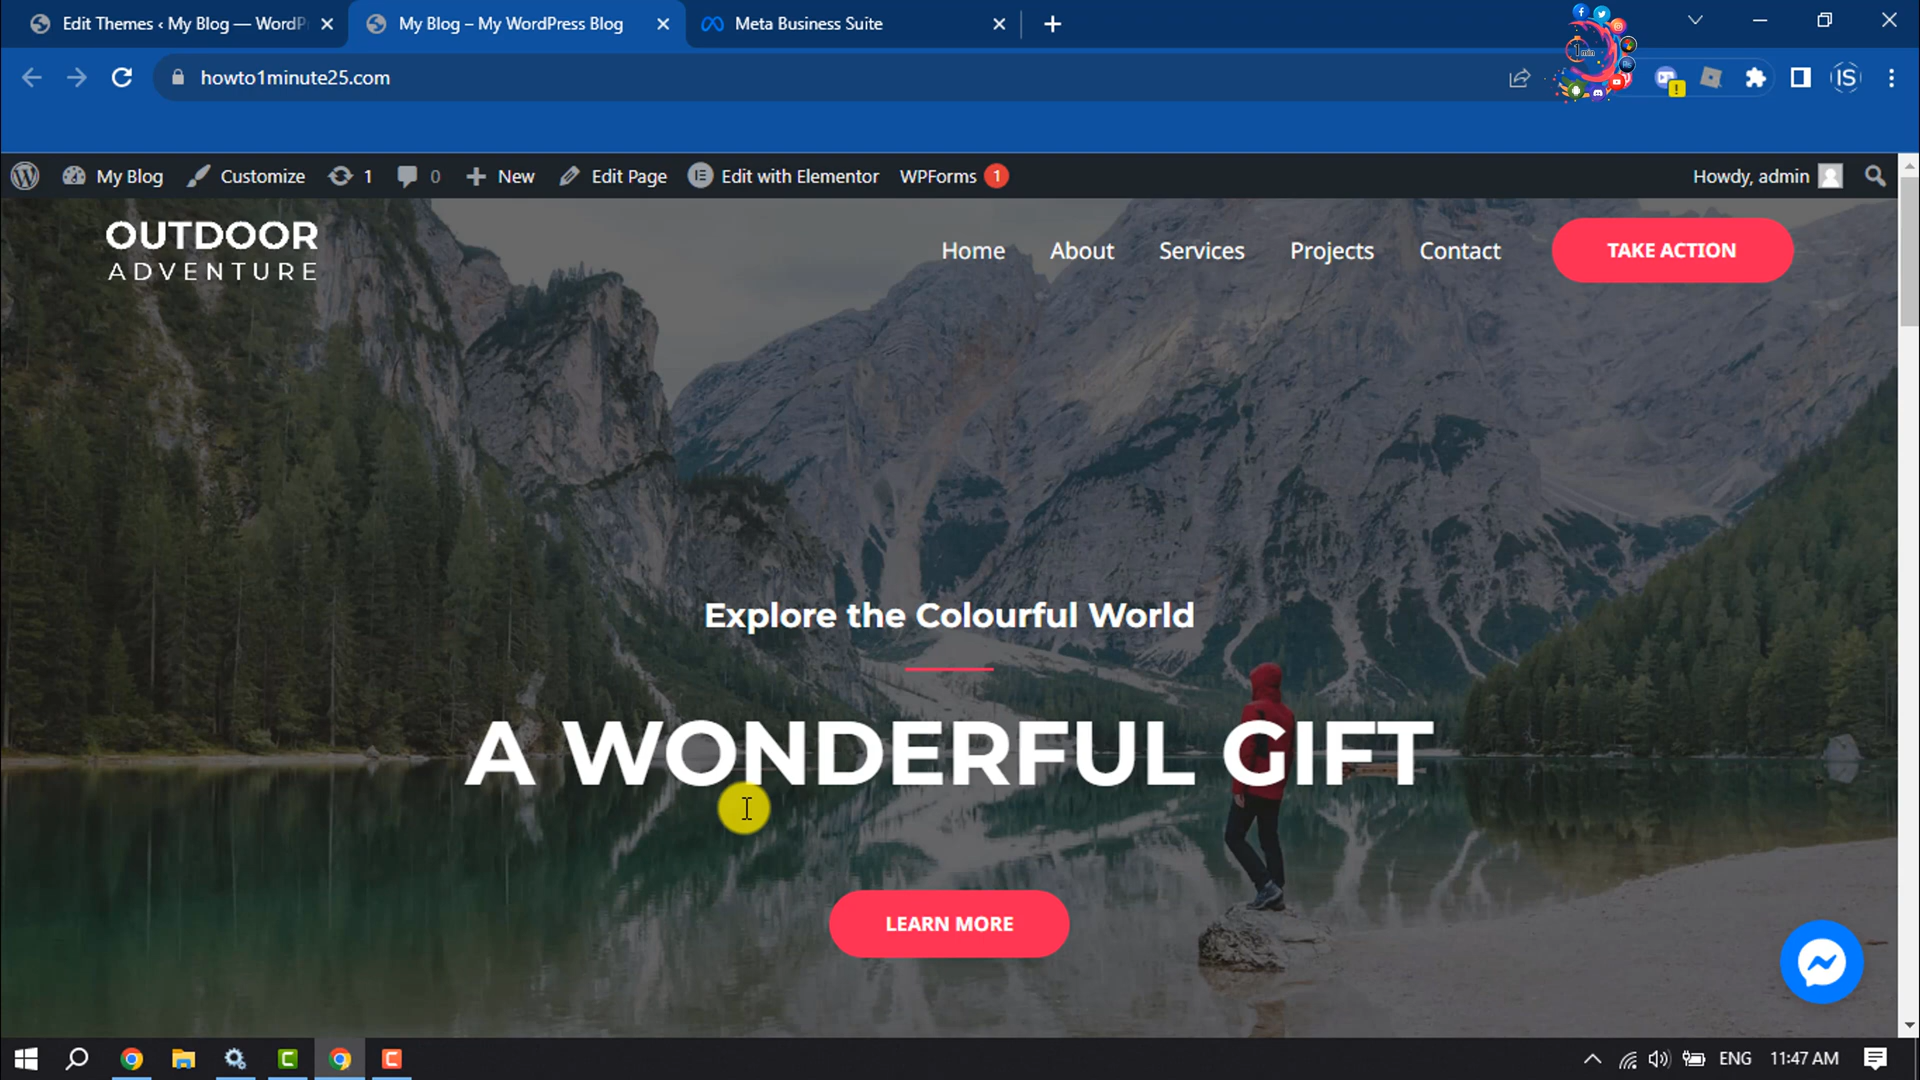 Edit Themes ‹ My Blog — WordP
My Blog – My WordPress Blog
Meta Business Suite
howto1minute25.com
1min
IS
My Blog
Customize
1
0
New
Edit Page
Edit with Elementor
WPForms
1
Howdy, admin
OUTDOOR
ADVENTURE
Home
About
Services
Projects
Contact
TAKE ACTION
Explore the Colourful World
A WONDERFUL GIFT
LEARN MORE
ENG
11:47 AM